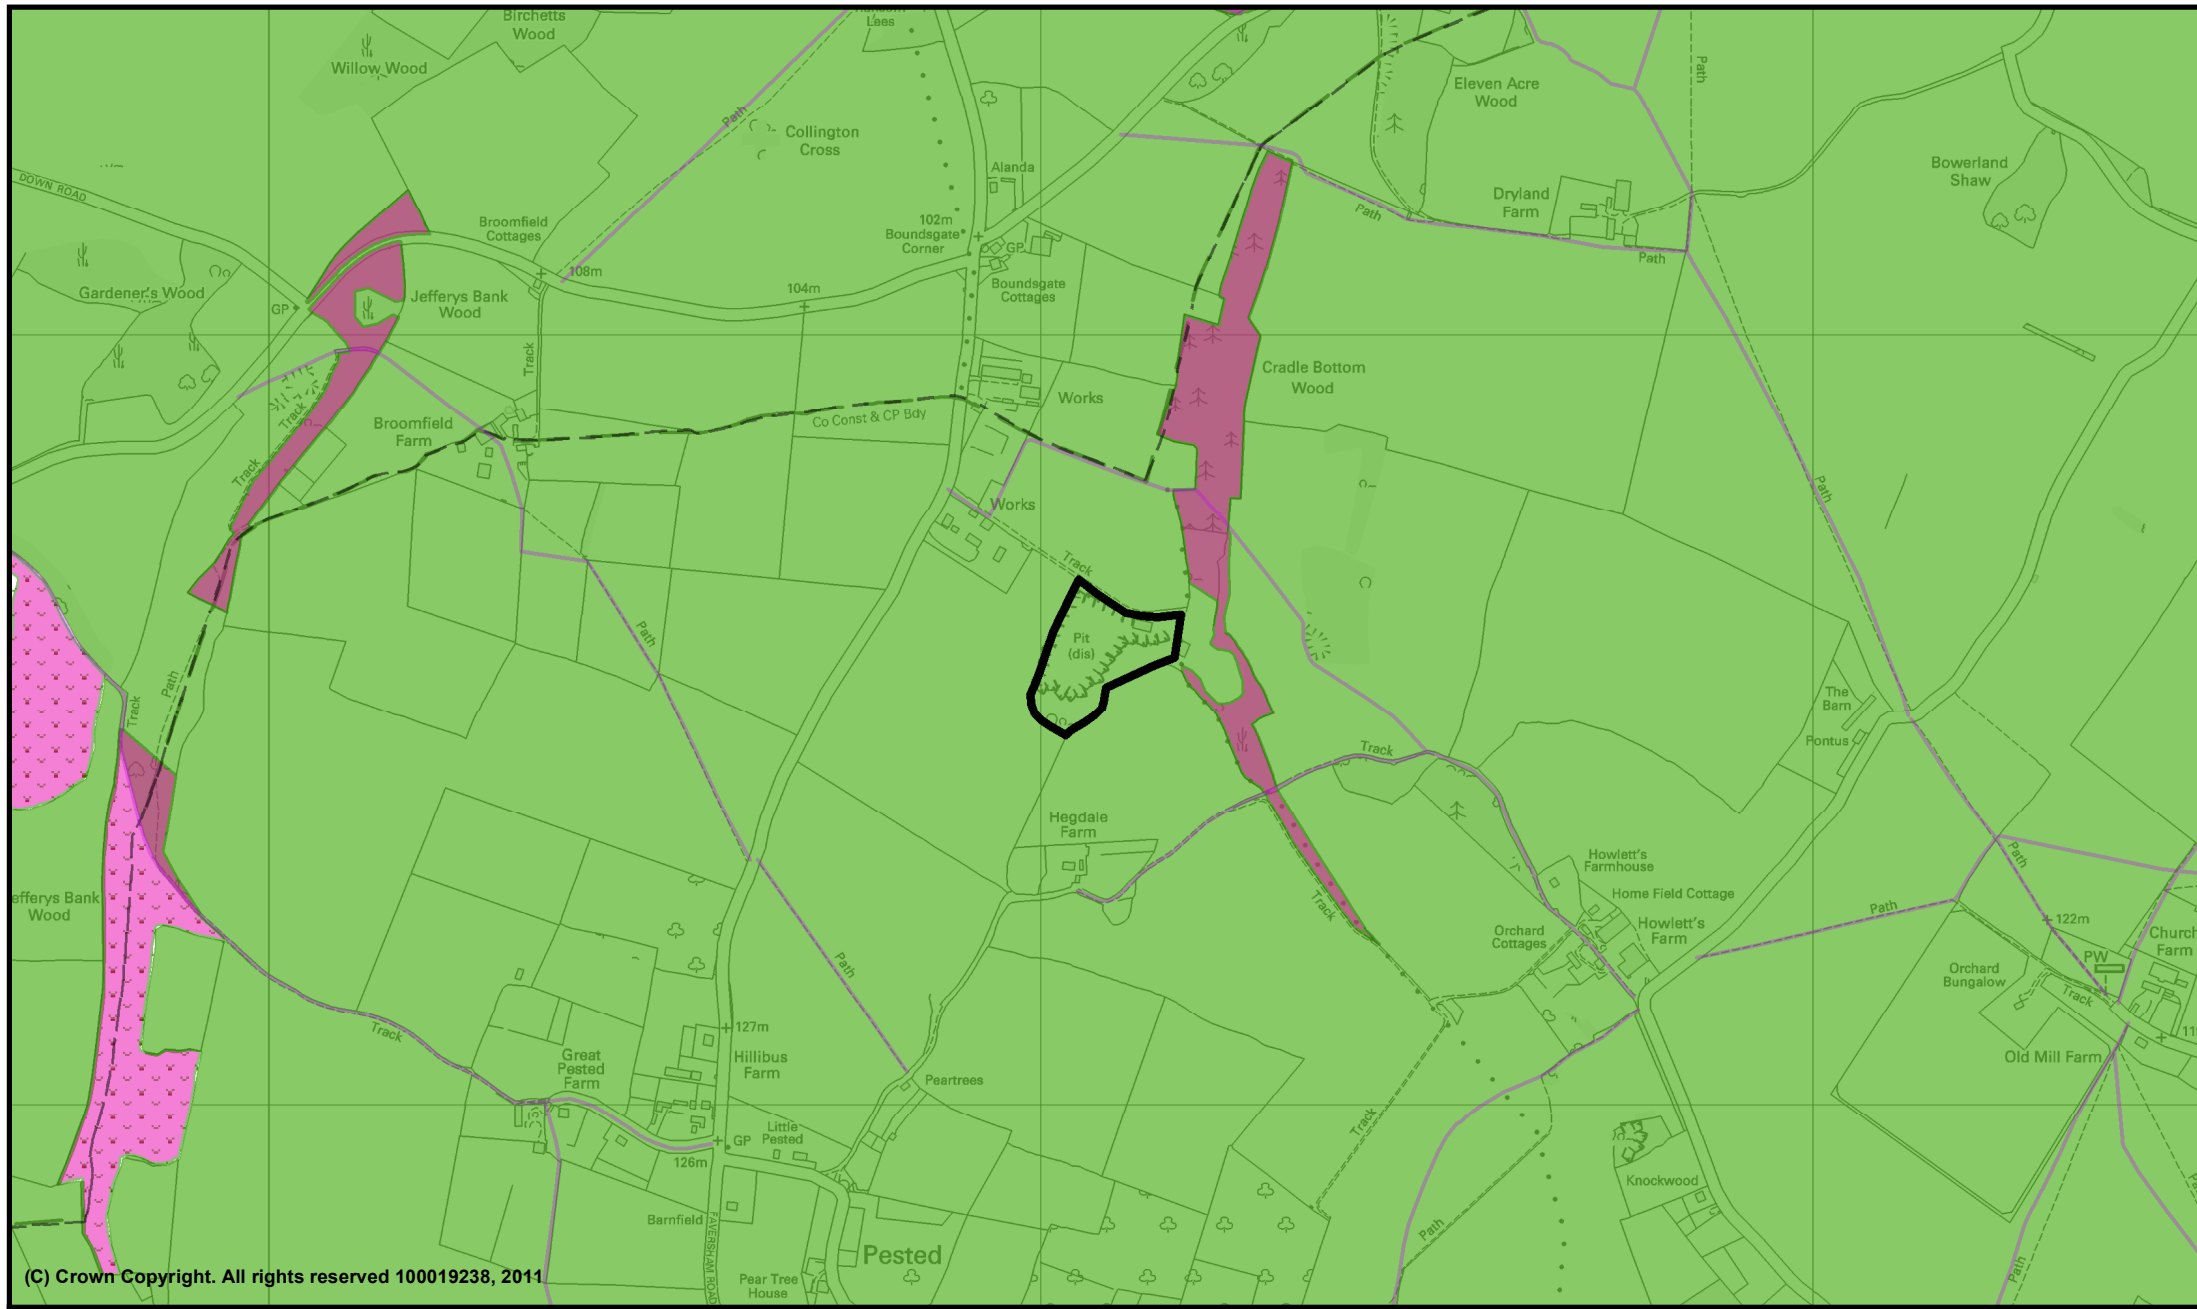 Birchetts
Wood
Lees
Willow Wood
Path
Collington
Cross
Eleven Acre
Wood
Path
Bowerland
Shaw
DOWN ROAD
Alanda
Dryland
Farm
Path
Path
Broomfield
Cottages
102m
Boundsgate
Corner
GP
108m
104m
Boundsgate
Cottages
Gardener's Wood
GP
Jefferys Bank
Wood
Track
Cradle Bottom
Wood
Works
Co Const & CP Bdy
Track
Broomfield
Farm
Track
Works
Path
Track
Path
Pit
(dis)
Path
Track
The
Barn
Pontus
Track
Hegdale
Farm
Howlett's
Farmhouse
Home Field Cottage
Path
efferys Bank
Wood
Track
Path
122m
Orchard
Cottages
Howlett's
Farm
Church
Farm
PW
Path
Orchard
Bungalow
Track
Track
127m
Hillibus
Farm
Great
Pested
Farm
Old Mill Farm
Peartrees
Track
Little
Pested
GP
126m
Knockwood
Barnfield
FAVERSHAM ROAD
Path
Pested
Path
Pear Tree
House
(C) Crown Copyright. All rights reserved 100019238, 2011